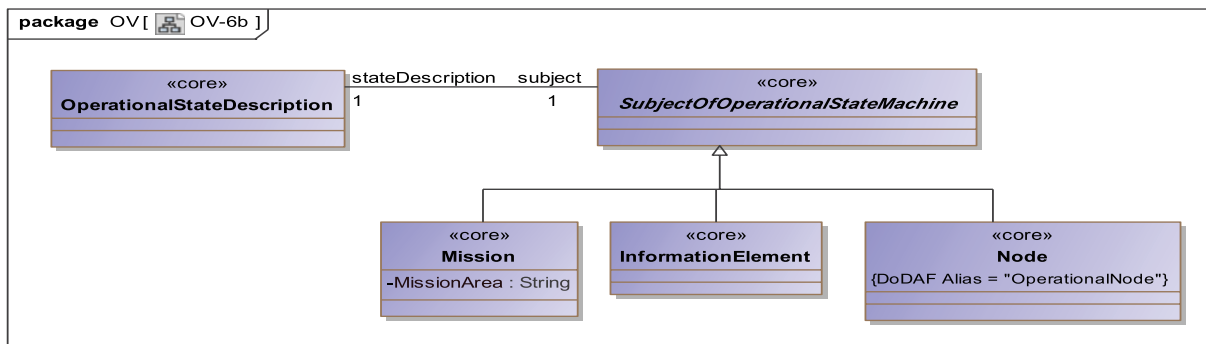 package OV[ OV-6b ]
«core»
OperationalStateDescription
stateDescription subject
1 1
«core»
SubjectOfOperationalStateMachine
«core»
Mission
-MissionArea : String
«core»
InformationElement
«core»
Node
{DoDAF Alias = "OperationalNode"}